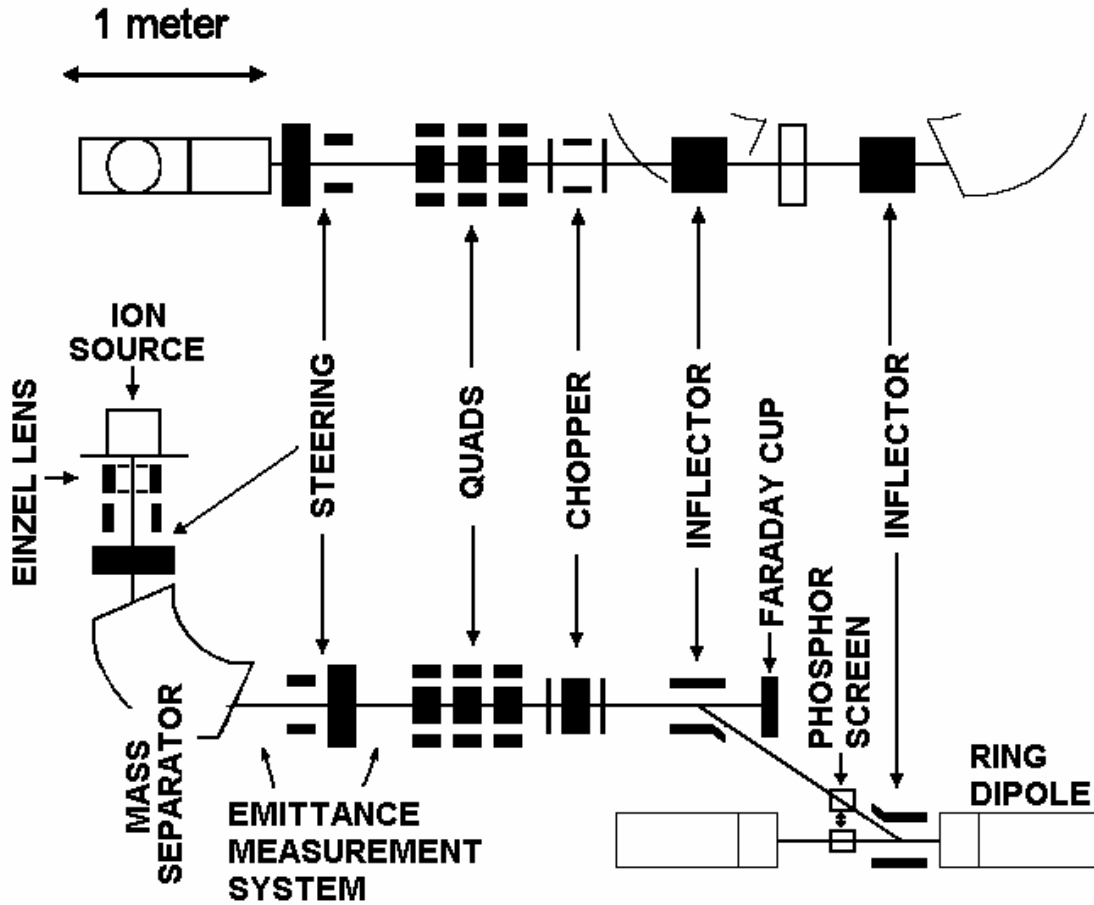 1 meter
ION
SOURCE
EINZEL LENS
STEERING
QUADS
CHOPPER
INFLECTOR
FARADAY CUP
INFLECTOR
PHOSPHOR
SCREEN
RING
DIPOLE
MASS
SEPARATOR
EMITTANCE
MEASUREMENT
SYSTEM